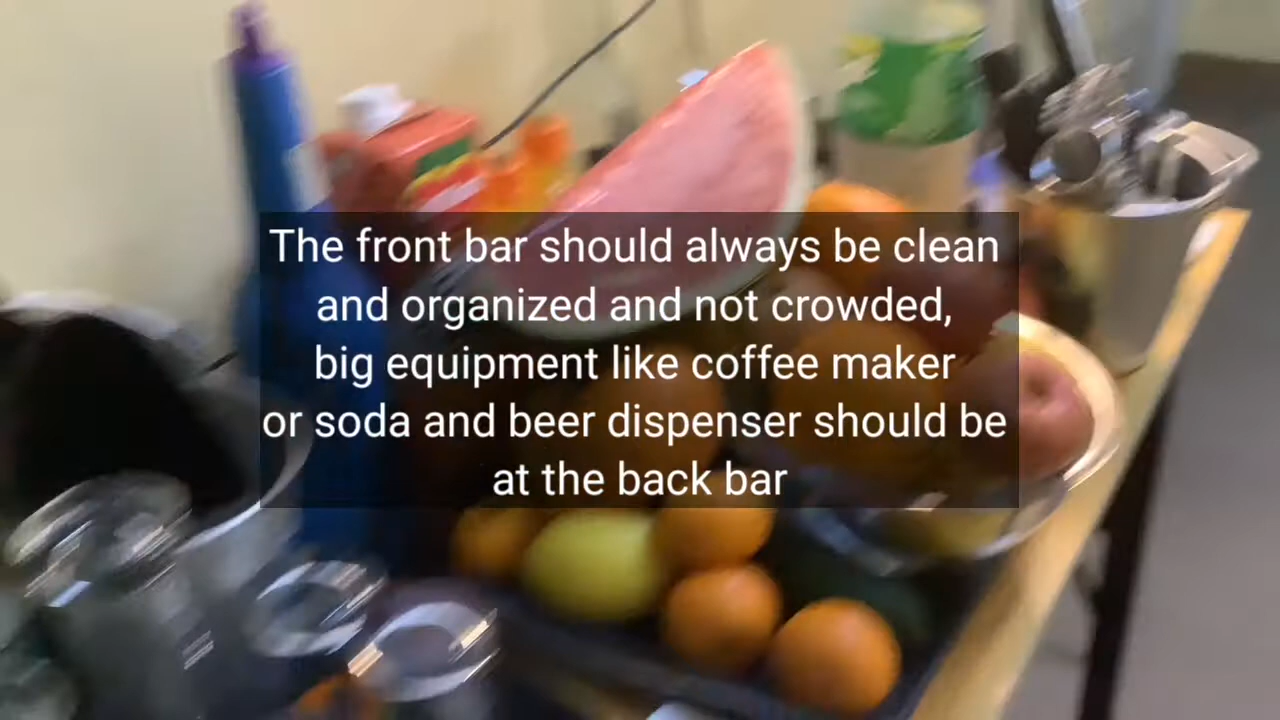 The front bar should always be clean
and organized and not crowded,
big equipment like coffee maker
or soda and beer dispenser should be
at the back bar